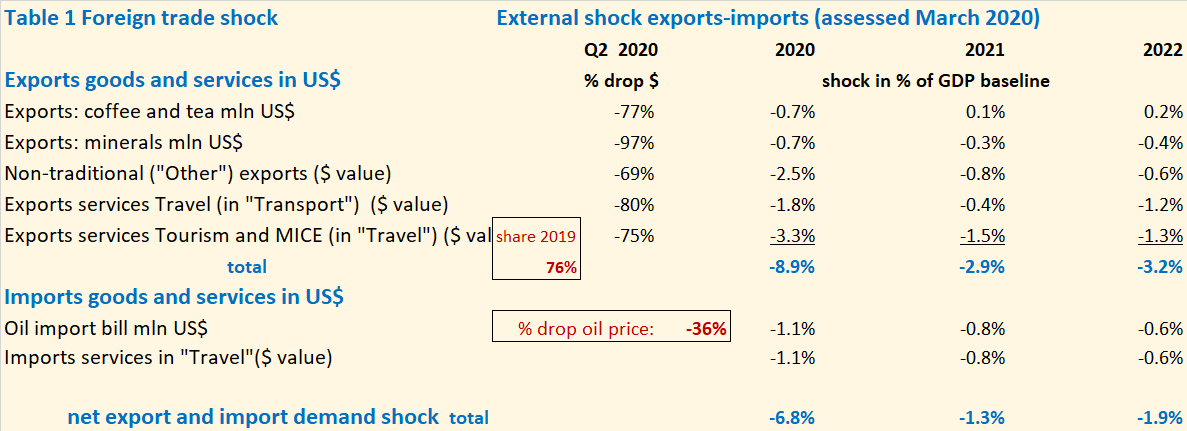 Table 1 Foreign trade shock External shock exports-imports (assessed March 2020)
Q2 2020 2020 2021 2022
Exports goods and services in US$ % drop $ shock in % of GDP baseline
Exports: coffee and tea mln US$ -77% -0.7% 0.1% 0.2%
Exports: minerals mln US$ -97% -0.7% -0.3% -0.4%
Non-traditional ("Other") exports ($ value) -69% -2.5% -0.8% -0.6%
Exports services Travel (in "Transport") ($ value) -80% -1.8% -0.4% -1.2%
Exports services Tourism and MICE (in "Travel") ($ val share 2019 -75% -3.3% -1.5% -1.3%
total 76% -8.9% -2.9% -3.2%
Imports goods and services in US$
Oil import bill mln US$ % drop oil price: -36% -1.1% -0.8% -0.6%
Imports services in "Travel"($ value) -1.1% -0.8% -0.6%
net export and import demand shock total -6.8% -1.3% -1.9%